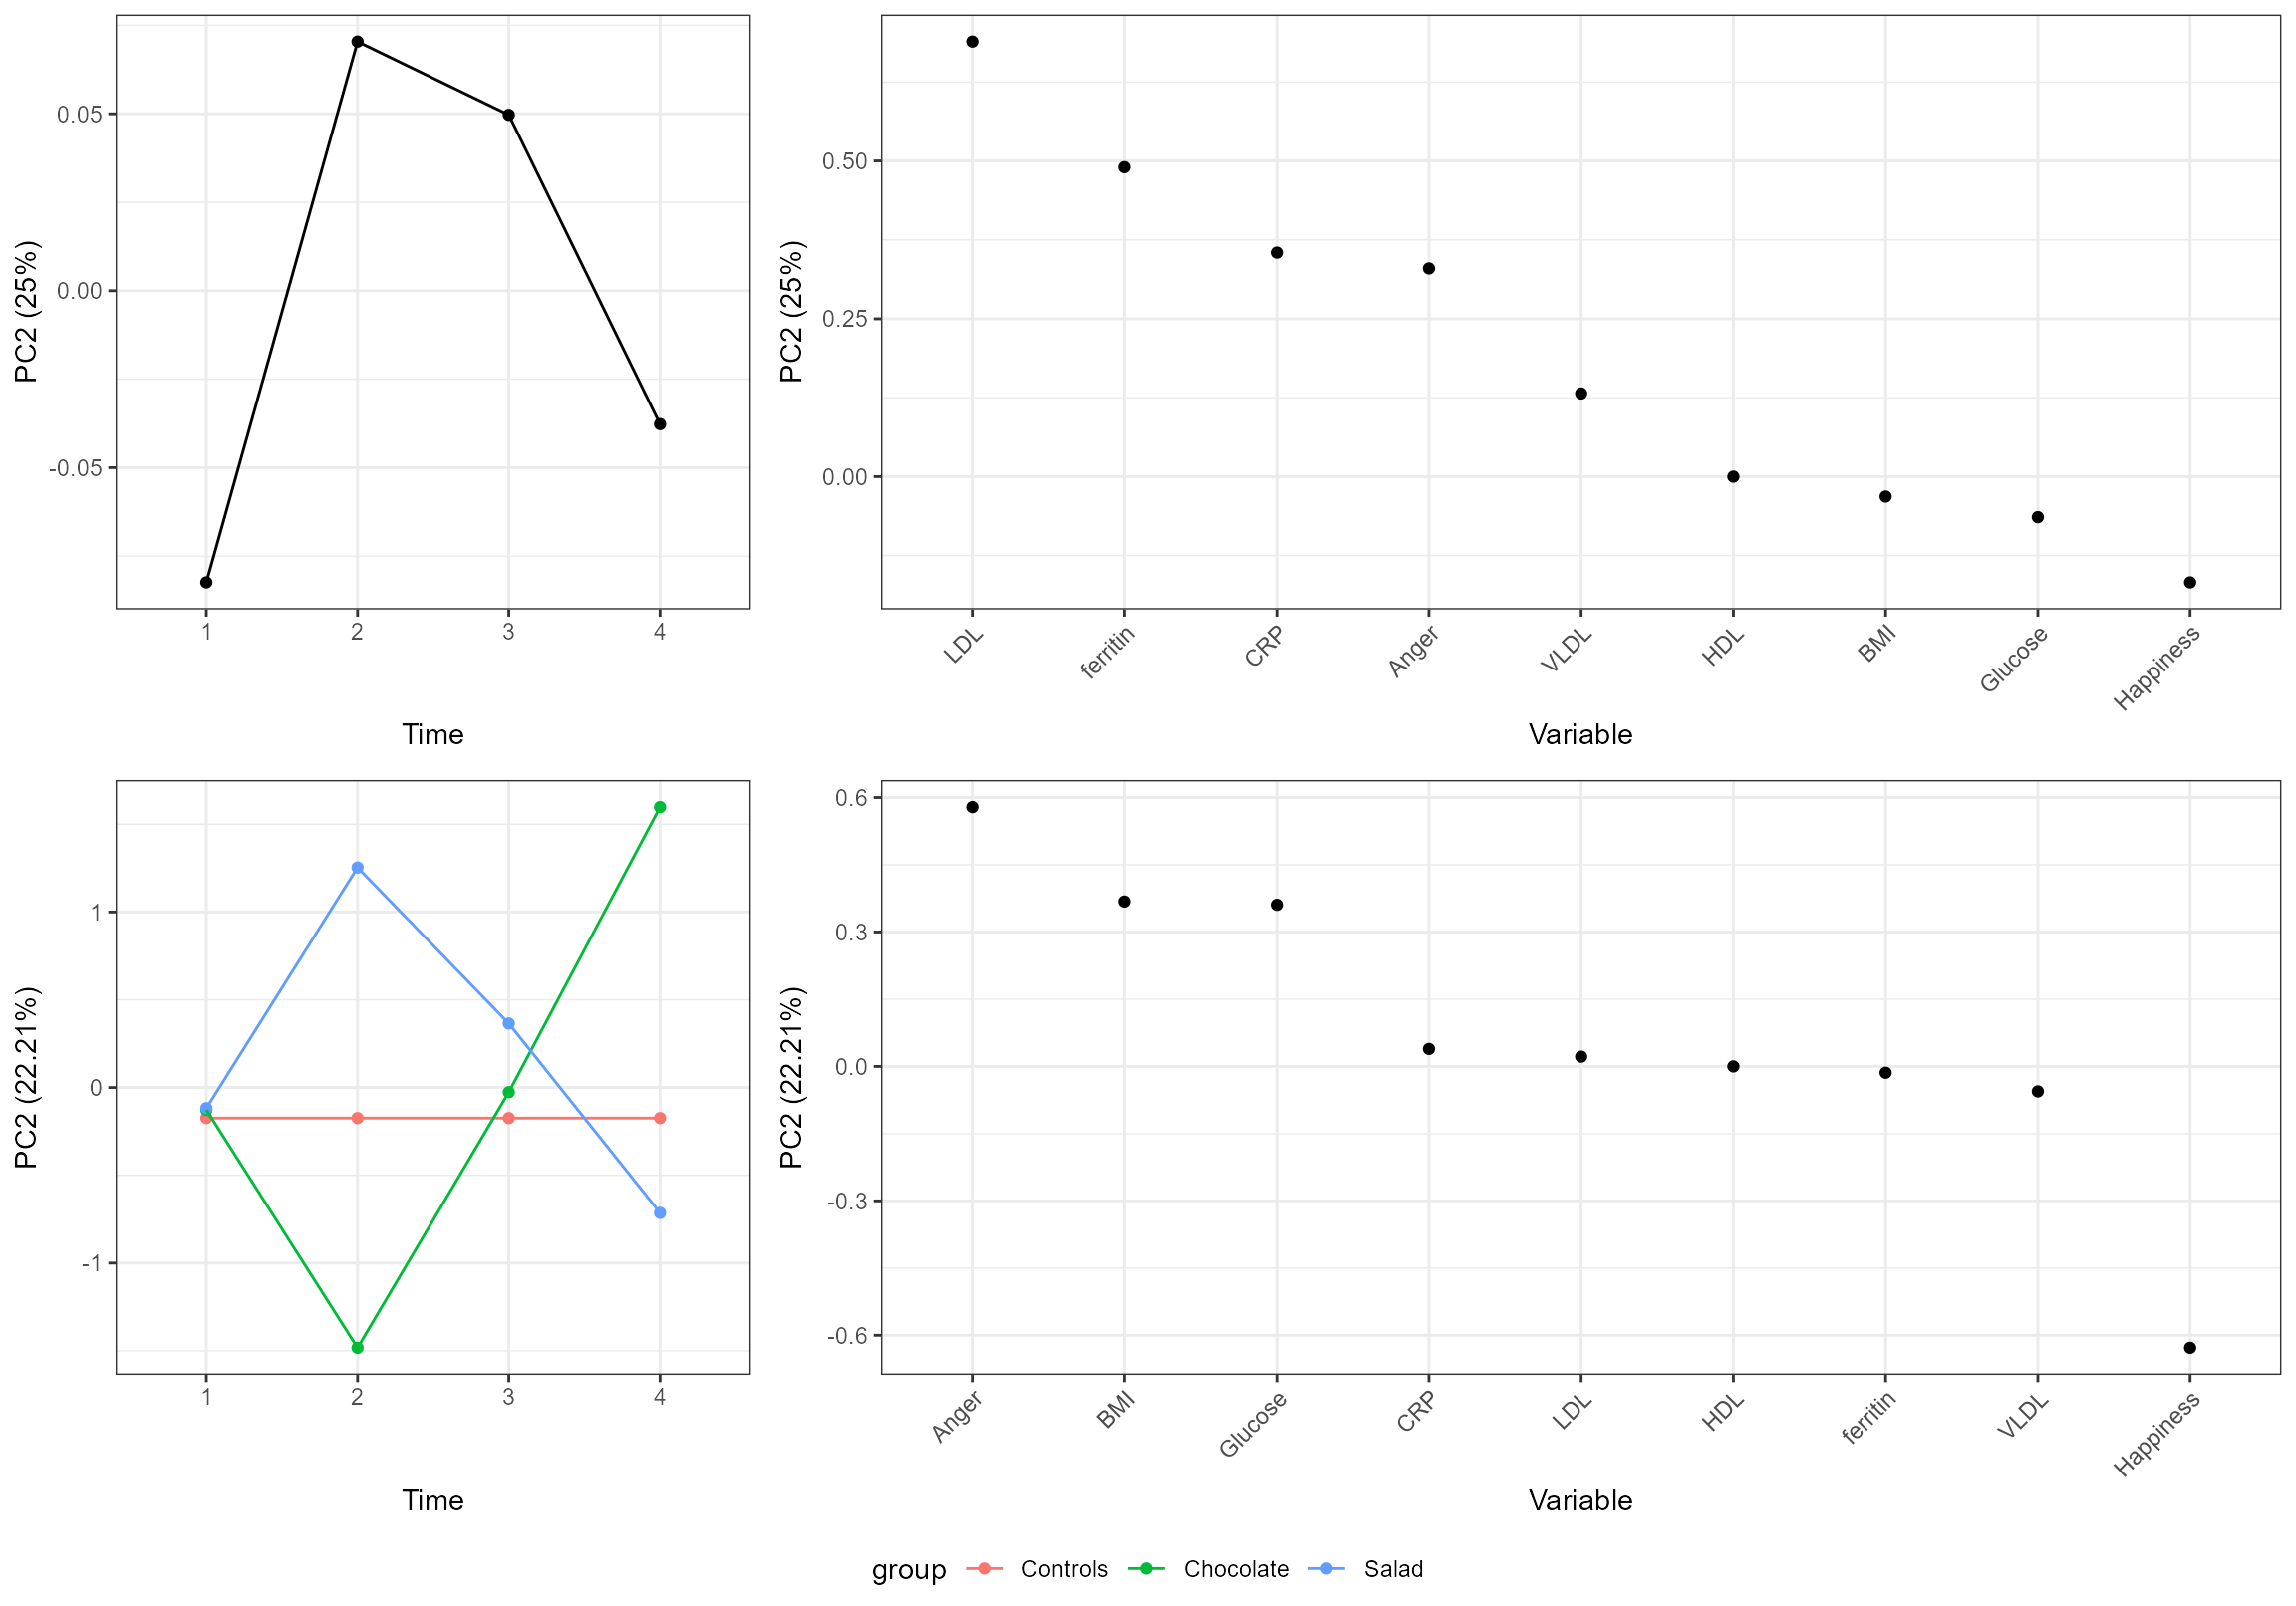 PC2 (25%)
0.05
0.00
-0.05
1 2 3 4
Time
PC2 (25%)
0.50
0.25
0.00
LDL ferritin CRP Anger VLDL HDL BMI Glucose Happiness
Variable
PC2 (22.21%)
1
0
-1
1 2 3 4
Time
PC2 (22.21%)
0.6
0.3
0.0
-0.3
-0.6
Anger BMI Glucose CRP LDL HDL ferritin VLDL Happiness
Variable
group Controls Chocolate Salad